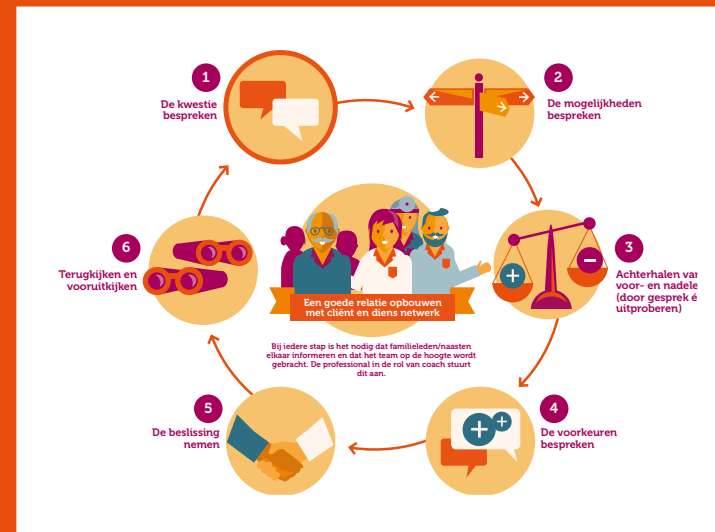 1
De kwestie
bespreken
2
De mogelijkheden
bespreken
3
Achterhalen van
voor- en nadele
(door gesprek é
uitproberen)
4
De voorkeuren
bespreken
5
De beslissing
nemen
6
Terugkijken en
vooruitkijken
Een goede relatie opbouwen
met cliënt en diens netwerk
Bij iedere stap is het nodig dat familieleden/naasten
elkaar informeren en dat het team op de hoogte wordt
gebracht. De professional in de rol van coach stuurt
dit aan.